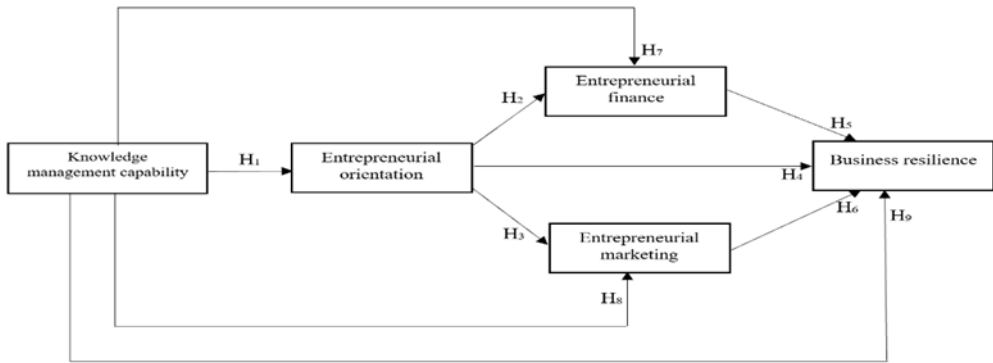 H₇
Entrepreneurial
finance
H₂
H₅
Knowledge
management capability
H₁
Entrepreneurial
orientation
H₄
Business resilience
H₃
Entrepreneurial
marketing
H₆
H₉
H₈